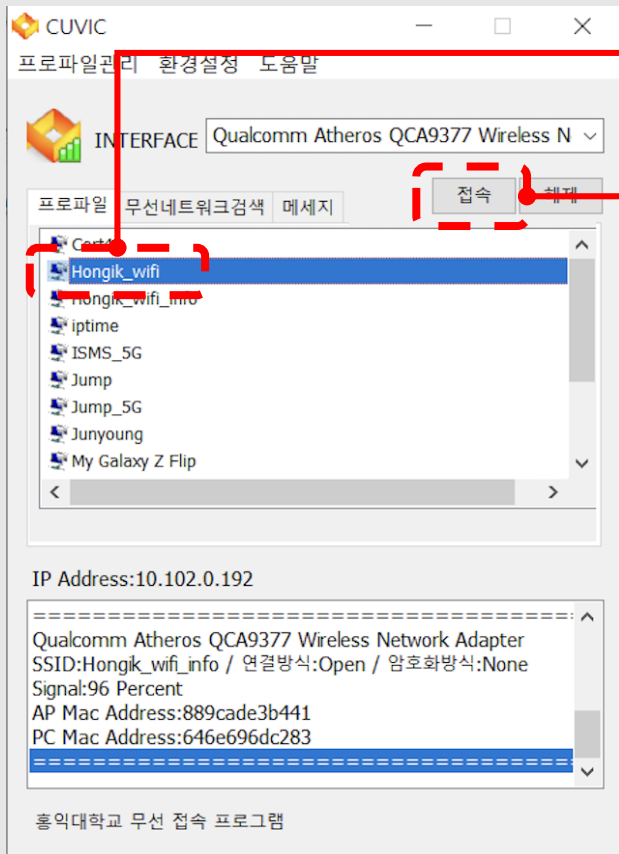 CUVIC
프로파일관리 환경설정 도움말
INTERFACE Qualcomm Atheros QCA9377 Wireless N
접속 해제
프로파일 무선네트워크검색 메세지
Hongik_wifi
Hongik_wifi_info
iptime
ISMS_5G
Jump
Jump_5G
Junyoung
My Galaxy Z Flip
IP Address:10.102.0.192
=====================================
Qualcomm Atheros QCA9377 Wireless Network Adapter
SSID:Hongik_wifi_info / 연결방식:Open / 암호화방식:None
Signal:96 Percent
AP Mac Address:889cade3b441
PC Mac Address:646e696dc283
=====================================
홍익대학교 무선 접속 프로그램